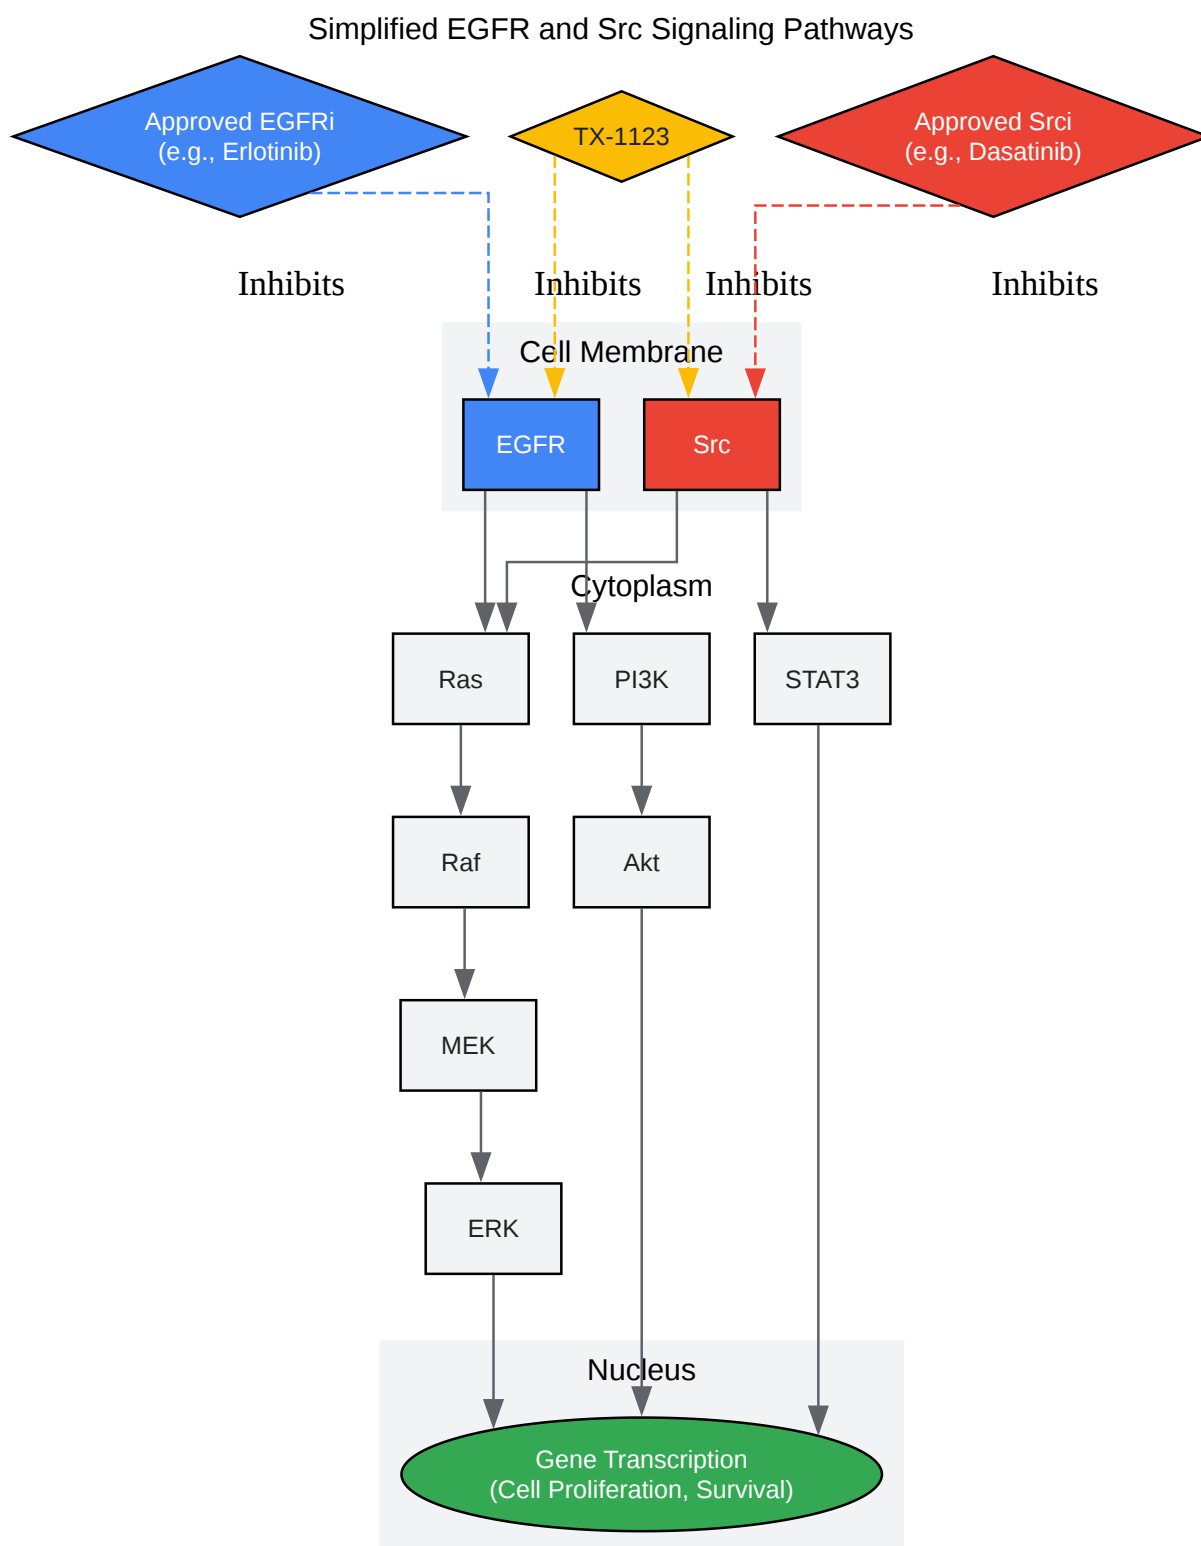 Simplified EGFR and Src Signaling Pathways
Approved EGFRi
(e.g., Erlotinib)
TX-1123
Approved Srci
(e.g., Dasatinib)
Inhibits
Inhibits
Inhibits
Inhibits
Cell Membrane
EGFR
Src
Cytoplasm
Ras
PI3K
STAT3
Raf
Akt
MEK
ERK
Nucleus
Gene Transcription
(Cell Proliferation, Survival)